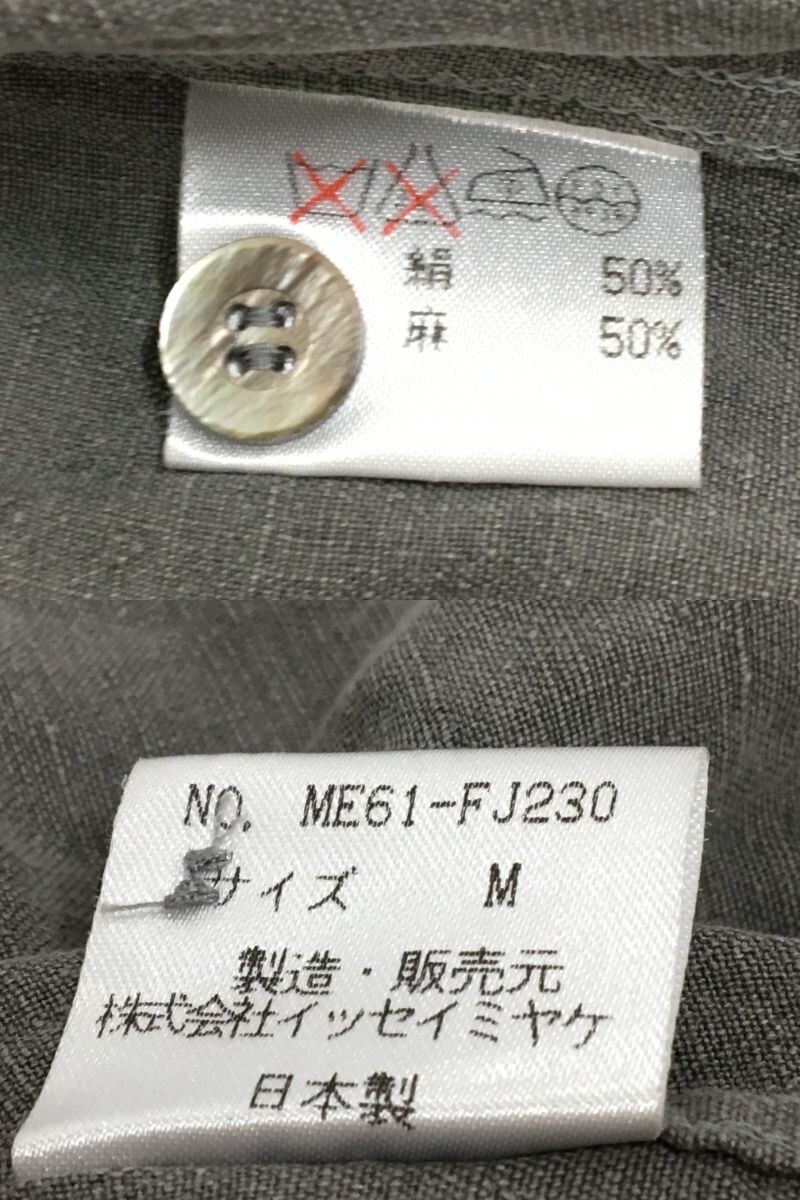 絹 50%
麻 50%
NO. ME61-FJ230
サイズ M
製造・販売元
株式会社イッセイミヤケ
日本製